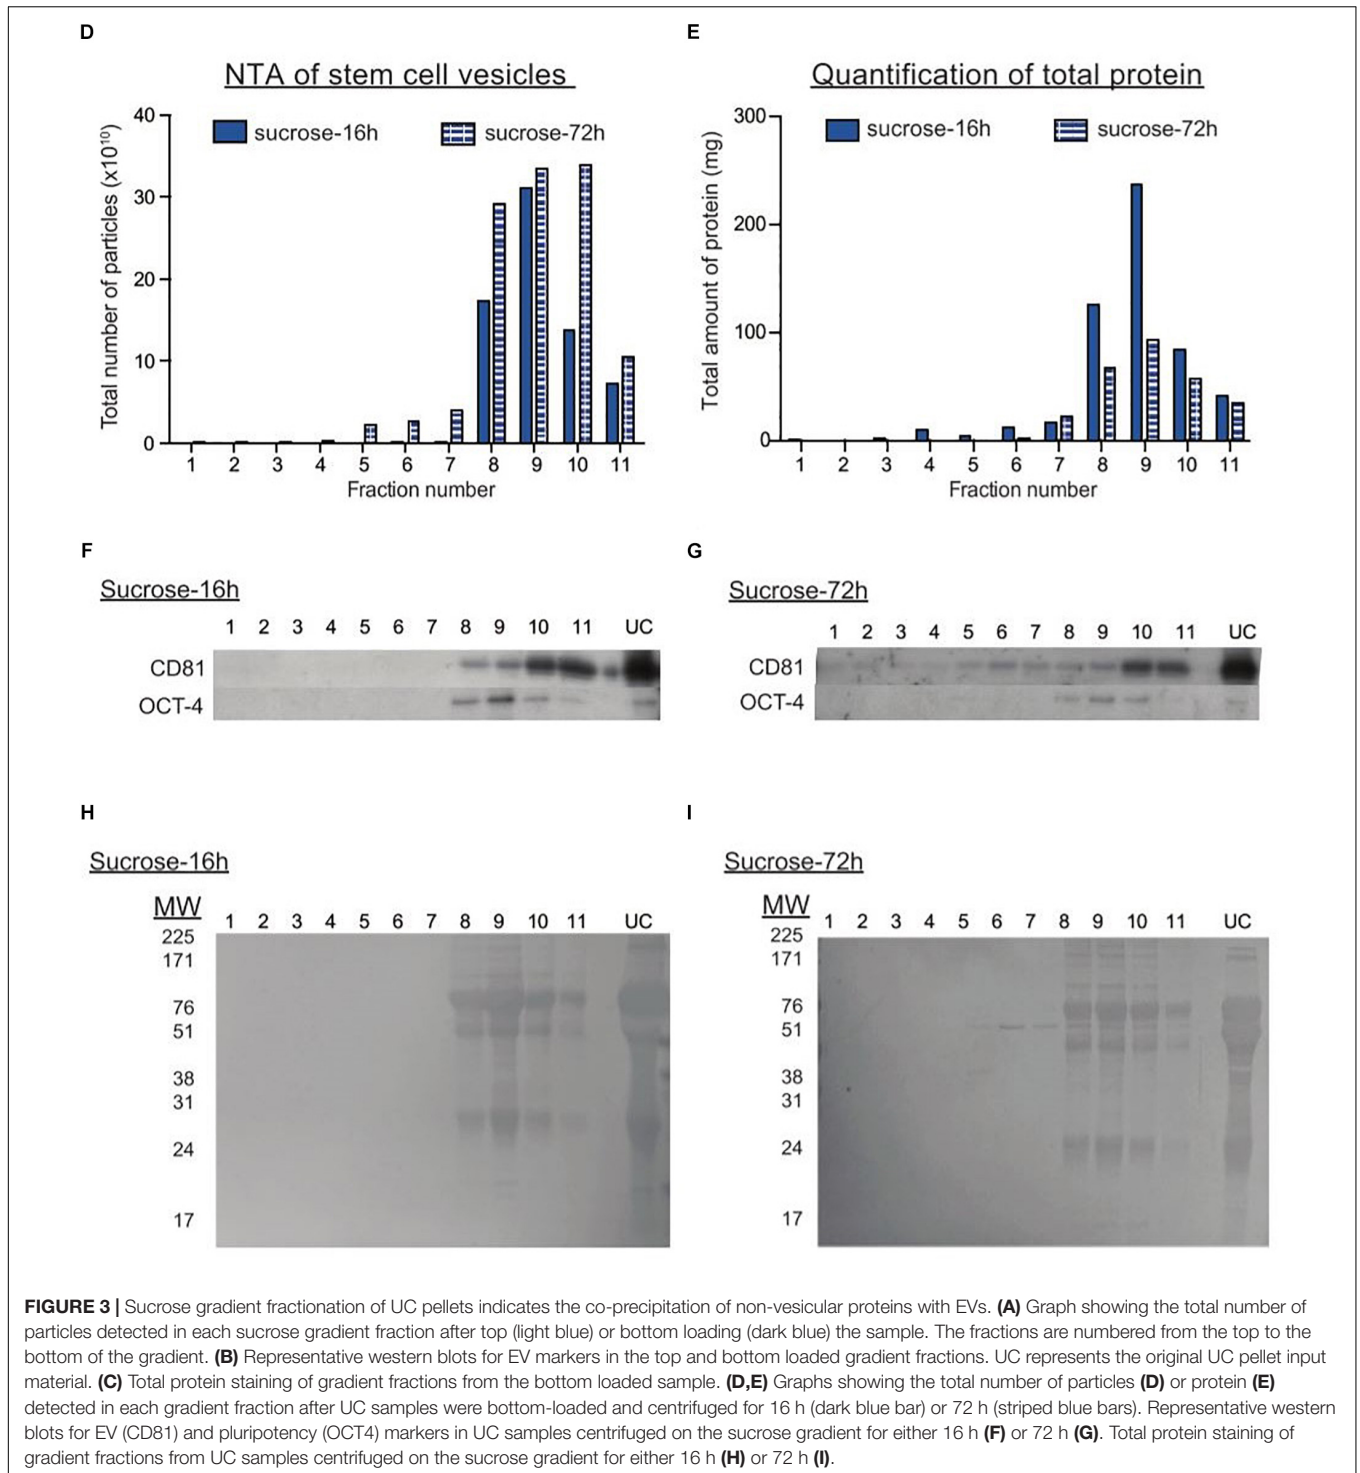 D
NTA of stem cell vesicles
sucrose-16h sucrose-72h
Total number of particles (x10¹⁰)
40
30
20
10
0
1 2 3 4 5 6 7 8 9 10 11
Fraction number
E
Quantification of total protein
sucrose-16h sucrose-72h
Total amount of protein (mg)
300
200
100
0
1 2 3 4 5 6 7 8 9 10 11
Fraction number
F
Sucrose-16h
1 2 3 4 5 6 7 8 9 10 11 UC
CD81
OCT-4
G
Sucrose-72h
1 2 3 4 5 6 7 8 9 10 11 UC
CD81
OCT-4
H
Sucrose-16h
MW 1 2 3 4 5 6 7 8 9 10 11 UC
225
171
76
51
38
31
24
17
I
Sucrose-72h
MW 1 2 3 4 5 6 7 8 9 10 11 UC
225
171
76
51
38
31
24
17
FIGURE 3 | Sucrose gradient fractionation of UC pellets indicates the co-precipitation of non-vesicular proteins with EVs. (A) Graph showing the total number of
particles detected in each sucrose gradient fraction after top (light blue) or bottom loading (dark blue) the sample. The fractions are numbered from the top to the
bottom of the gradient. (B) Representative western blots for EV markers in the top and bottom loaded gradient fractions. UC represents the original UC pellet input
material. (C) Total protein staining of gradient fractions from the bottom loaded sample. (D,E) Graphs showing the total number of particles (D) or protein (E)
detected in each gradient fraction after UC samples were bottom-loaded and centrifuged for 16 h (dark blue bar) or 72 h (striped blue bars). Representative western
blots for EV (CD81) and pluripotency (OCT4) markers in UC samples centrifuged on the sucrose gradient for either 16 h (F) or 72 h (G). Total protein staining of
gradient fractions from UC samples centrifuged on the sucrose gradient for either 16 h (H) or 72 h (I).